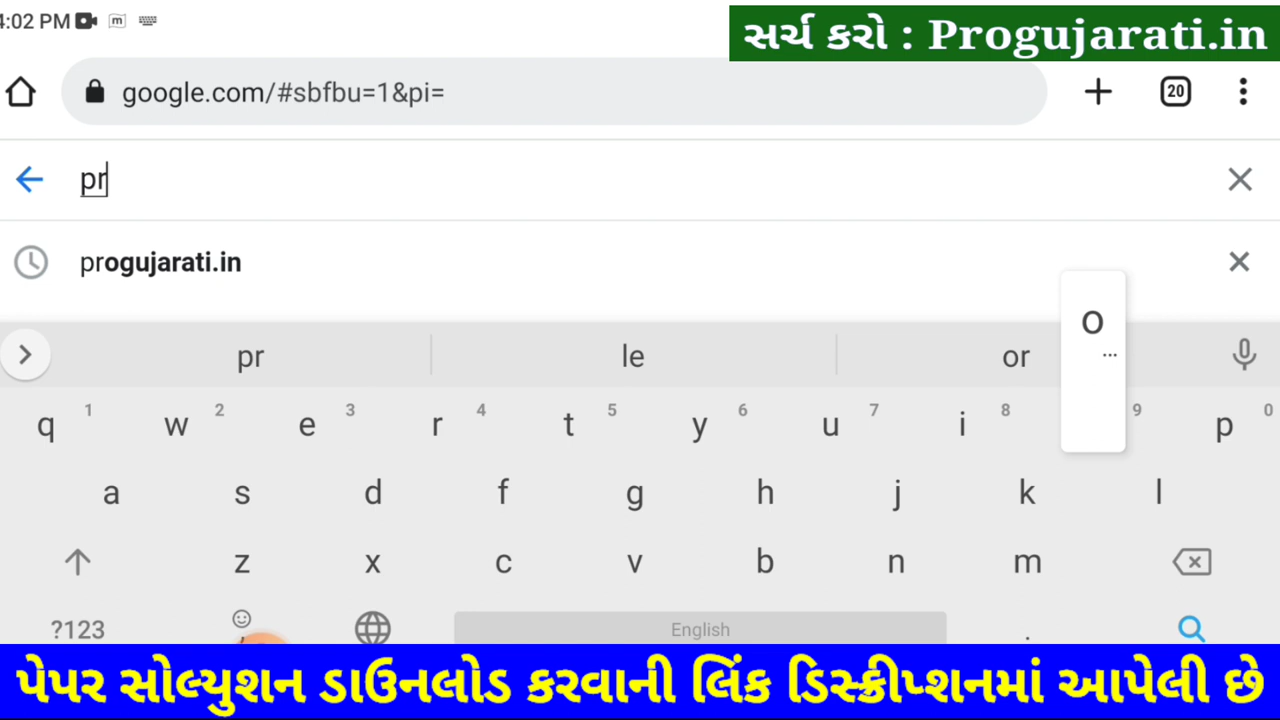 4:02 PM
સર્ચ કરો : Progujarati.in
google.com/#sbfbu=1&pi=
20
pr
progujarati.in
pr le or
o
...
q 1 w 2 e 3 r 4 t 5 y 6 u 7 i 8 9 p 0
a s d f g h j k l
z x c v b n m
?123 English .
પેપર સોલ્યુશન ડાઉનલોડ કરવાની લિંક ડિસ્ક્રીપ્શનમાં આપેલી છે